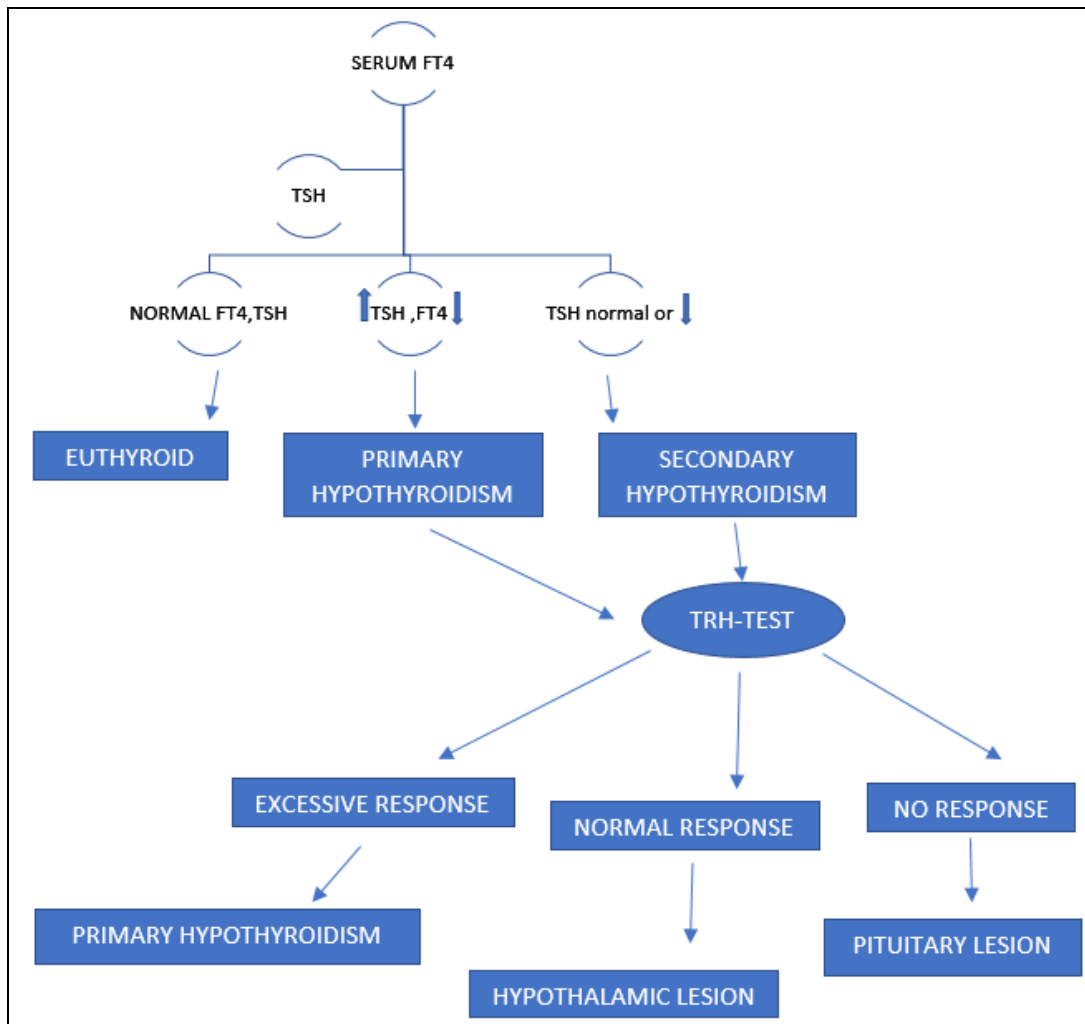 SERUM FT4
TSH
NORMAL FT4,TSH
TSH ,FT4
TSH normal or
EUTHYROID
PRIMARY
HYPOTHYROIDISM
SECONDARY
HYPOTHYROIDISM
TRH-TEST
EXCESSIVE RESPONSE
NORMAL RESPONSE
NO RESPONSE
PRIMARY HYPOTHYROIDISM
HYPOTHALAMIC LESION
PITUITARY LESION